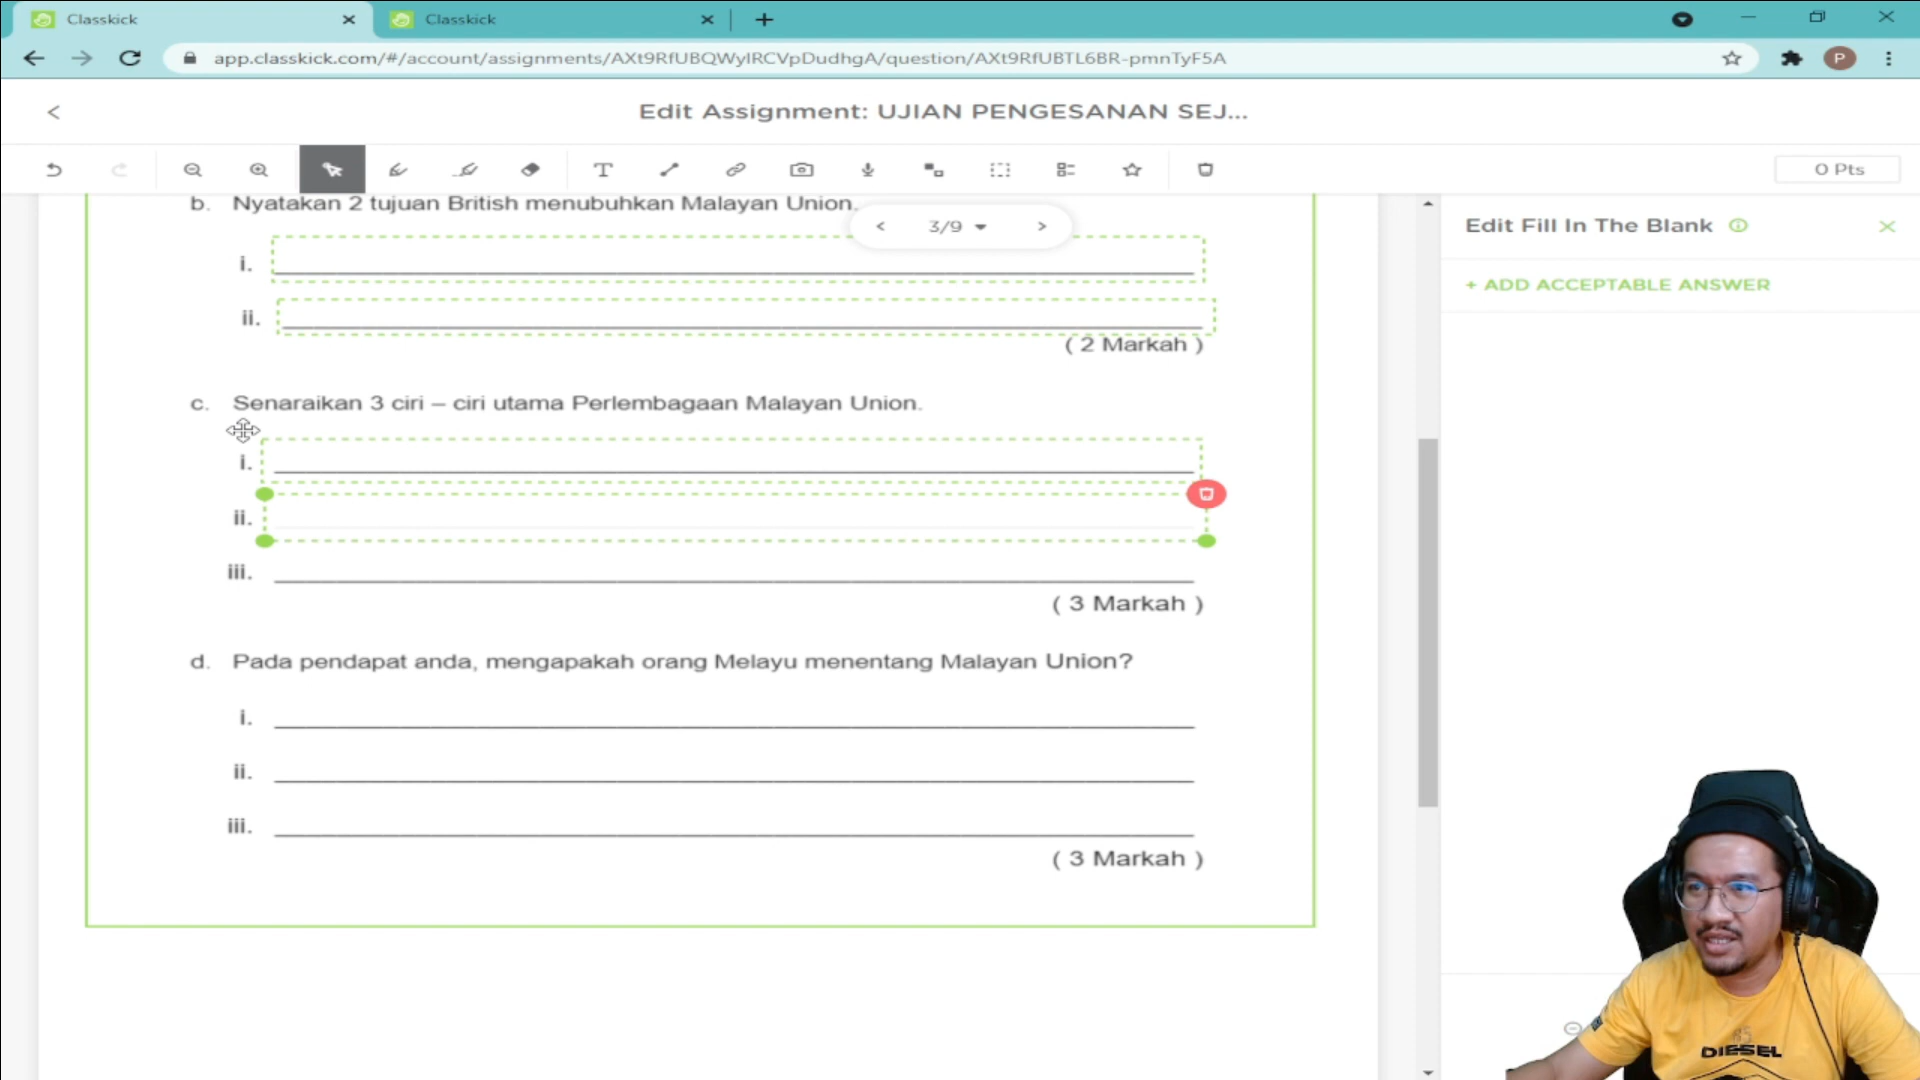 Classkick
Classkick
app.classkick.com/#/account/assignments/AXt9RfUBQWyIRCVpDudhgA/question/AXt9RfUBTL6BR-pmnTyF5A
P
Edit Assignment: UJIAN PENGESANAN SEJ...
T
0 Pts
b. Nyatakan 2 tujuan British menubuhkan Malayan Union.
3/9
i.
ii.
( 2 Markah )
c. Senaraikan 3 ciri – ciri utama Perlembagaan Malayan Union.
i.
ii.
iii.
( 3 Markah )
d. Pada pendapat anda, mengapakah orang Melayu menentang Malayan Union?
i.
ii.
iii.
( 3 Markah )
Edit Fill In The Blank
+ ADD ACCEPTABLE ANSWER
DIESEL